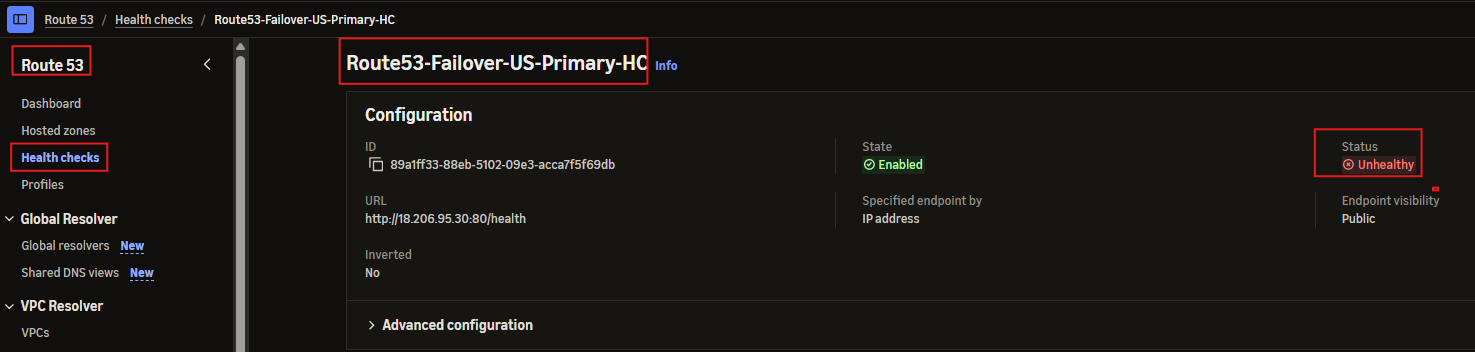 Route 53 / Health checks / Route53-Failover-US-Primary-HC
Route 53
Dashboard
Hosted zones
Health checks
Profiles
Global Resolver
Global resolvers New
Shared DNS views New
VPC Resolver
VPCs
Route53-Failover-US-Primary-HC Info
Configuration
ID
89a1ff33-88eb-5102-09e3-acca7f5f69db
State
Enabled
Status
Unhealthy
URL
http://18.206.95.30:80/health
Specified endpoint by
IP address
Endpoint visibility
Public
Inverted
No
Advanced configuration